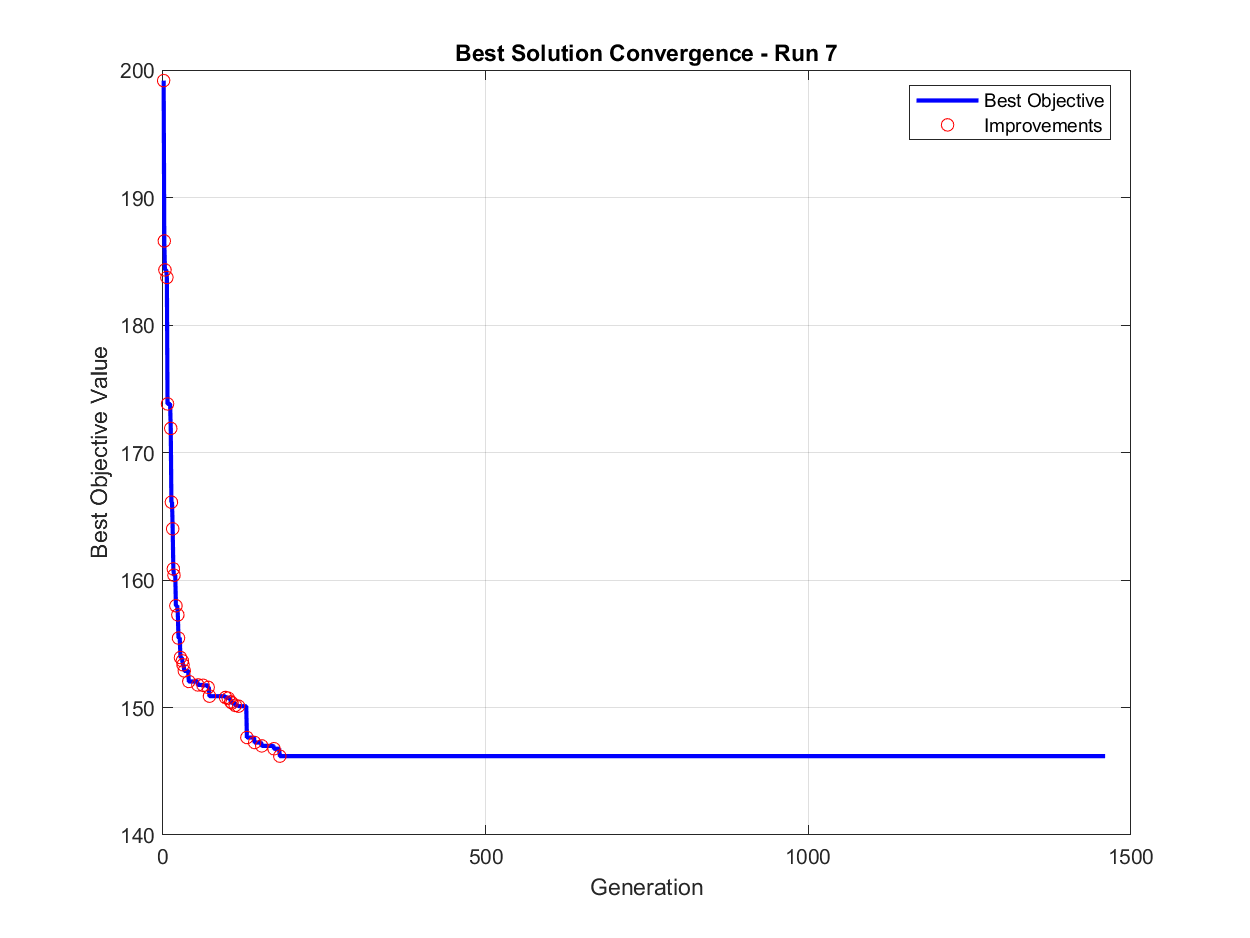 Best Solution Convergence - Run 7
200
190
180
170
160
150
140
Best Objective Value
Best Objective
Improvements
0
500
1000
1500
Generation